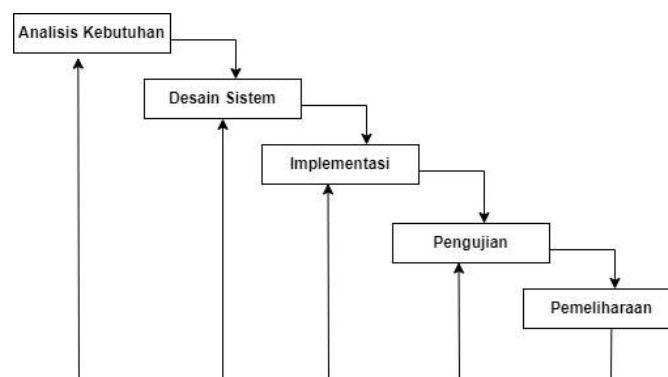 Analisis Kebutuhan
Desain Sistem
Implementasi
Pengujian
Pemeliharaan